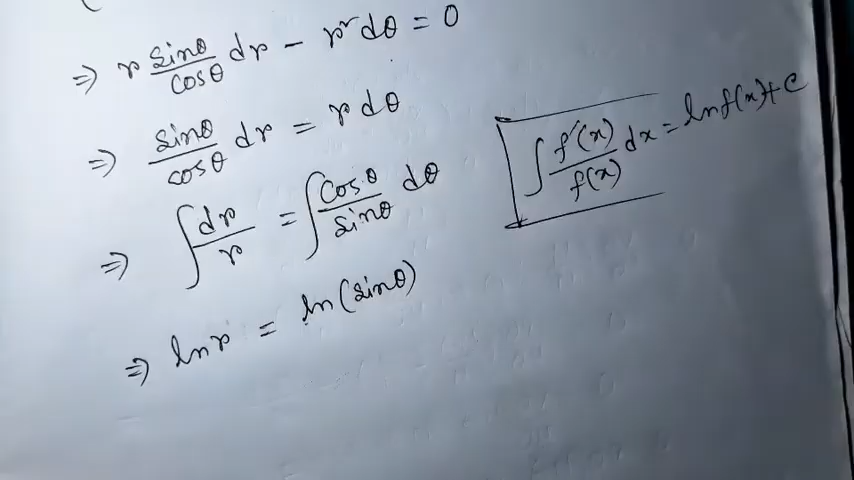 ⇒ r sinθ/cosθ dr − r² dθ = 0
⇒ sinθ/cosθ dr = r dθ
∫ f'(x)/f(x) dx = ln f(x) + c
⇒ ∫ dr/r = ∫ cosθ/sinθ dθ
⇒ ln r = ln (sinθ)